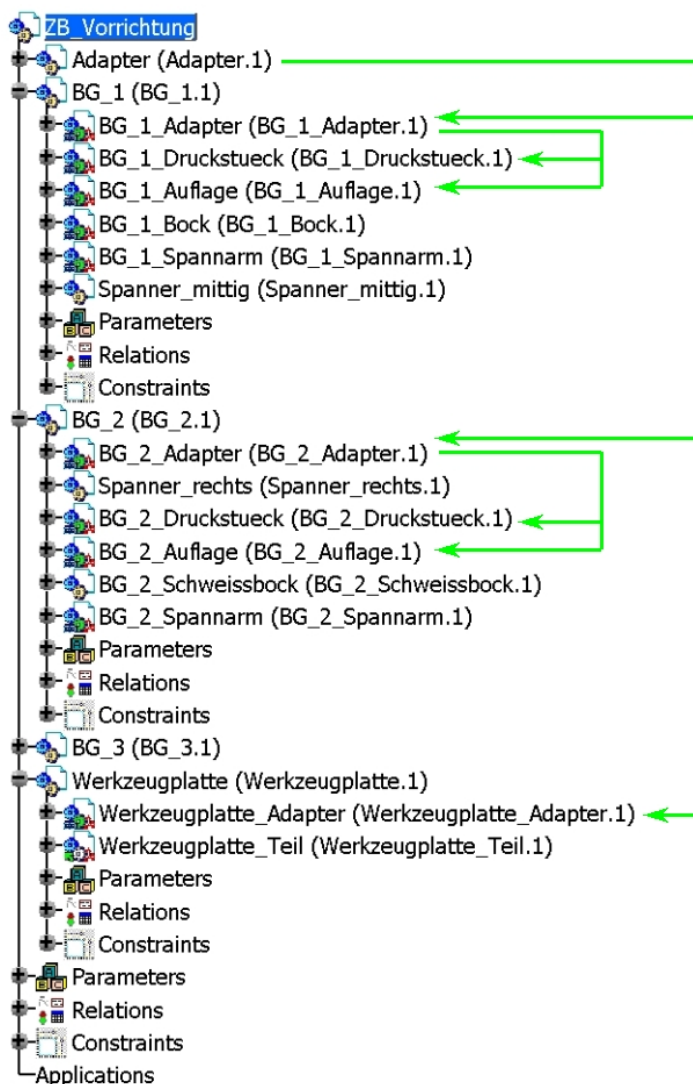 ZB_Vorrichtung
Adapter (Adapter.1)
BG_1 (BG_1.1)
BG_1_Adapter (BG_1_Adapter.1)
BG_1_Druckstueck (BG_1_Druckstueck.1)
BG_1_Auflage (BG_1_Auflage.1)
BG_1_Bock (BG_1_Bock.1)
BG_1_Spannarm (BG_1_Spannarm.1)
Spanner_mittig (Spanner_mittig.1)
Parameters
Relations
Constraints
BG_2 (BG_2.1)
BG_2_Adapter (BG_2_Adapter.1)
Spanner_rechts (Spanner_rechts.1)
BG_2_Druckstueck (BG_2_Druckstueck.1)
BG_2_Auflage (BG_2_Auflage.1)
BG_2_Schweissbock (BG_2_Schweissbock.1)
BG_2_Spannarm (BG_2_Spannarm.1)
Parameters
Relations
Constraints
BG_3 (BG_3.1)
Werkzeugplatte (Werkzeugplatte.1)
Werkzeugplatte_Adapter (Werkzeugplatte_Adapter.1)
Werkzeugplatte_Teil (Werkzeugplatte_Teil.1)
Parameters
Relations
Constraints
Parameters
Relations
Constraints
Applications